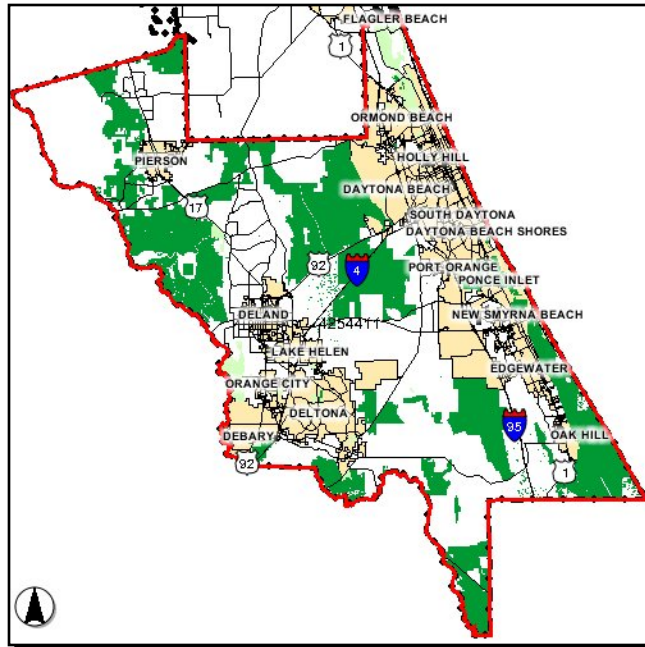 FLAGLER BEACH
1
ORMOND BEACH
HOLLY HILL
PIERSON
DAYTONA BEACH
17
SOUTH DAYTONA
DAYTONA BEACH SHORES
92
4
PORT ORANGE
PONCE INLET
DELAND
NEW SMYRNA BEACH
4254411
LAKE HELEN
EDGEWATER
ORANGE CITY
DELTONA
95
DEBARY
OAK HILL
92
1